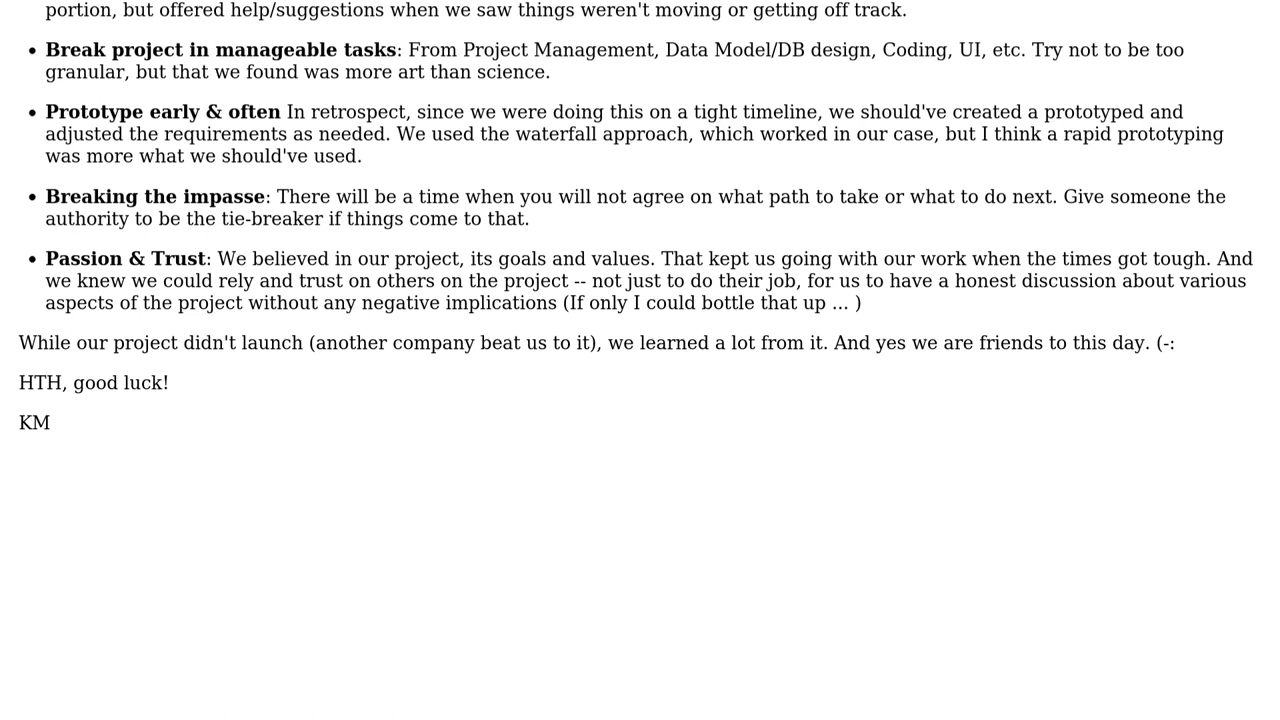 portion, but offered help/suggestions when we saw things weren't moving or getting off track.
• Break project in manageable tasks: From Project Management, Data Model/DB design, Coding, UI, etc. Try not to be too
granular, but that we found was more art than science.
• Prototype early & often In retrospect, since we were doing this on a tight timeline, we should've created a prototyped and
adjusted the requirements as needed. We used the waterfall approach, which worked in our case, but I think a rapid prototyping
was more what we should've used.
• Breaking the impasse: There will be a time when you will not agree on what path to take or what to do next. Give someone the
authority to be the tie-breaker if things come to that.
• Passion & Trust: We believed in our project, its goals and values. That kept us going with our work when the times got tough. And
we knew we could rely and trust on others on the project -- not just to do their job, for us to have a honest discussion about various
aspects of the project without any negative implications (If only I could bottle that up ... )
While our project didn't launch (another company beat us to it), we learned a lot from it. And yes we are friends to this day. (-:
HTH, good luck!
KM